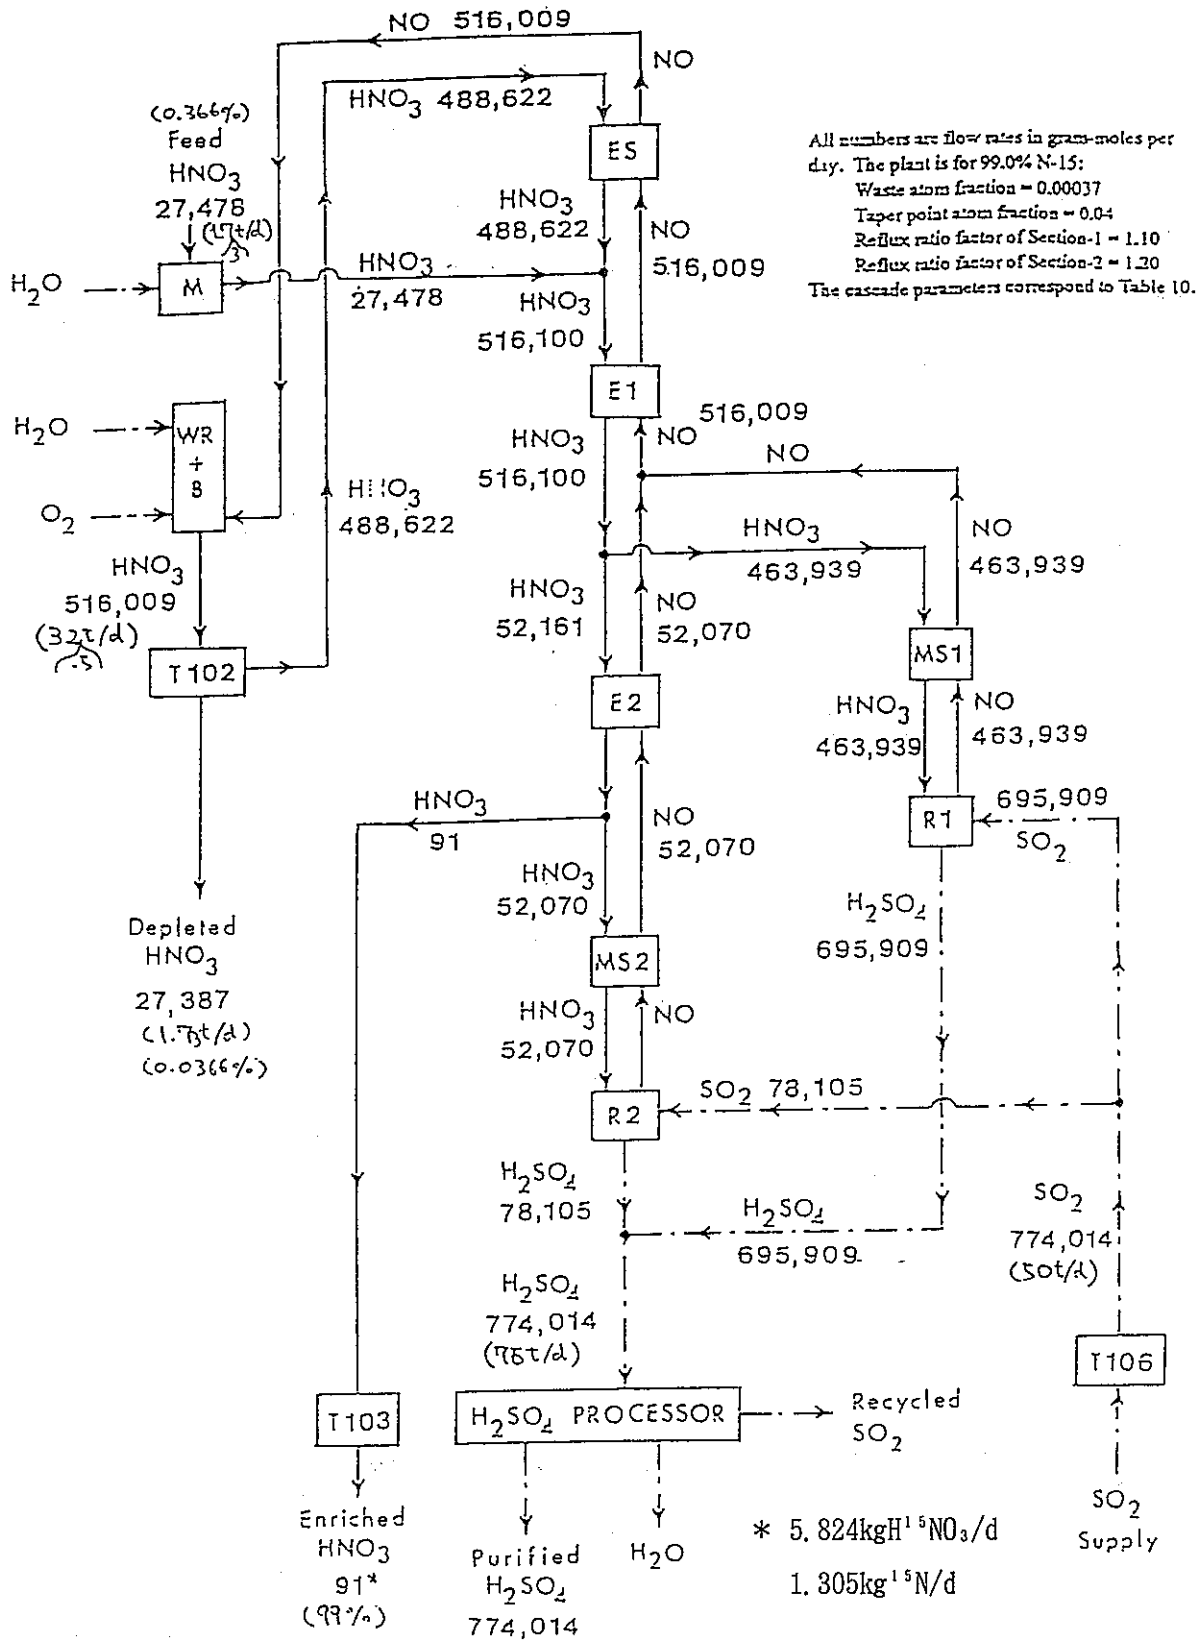 NO 516,009
NO
HNO3 488,622
(0.366%)
Feed
HNO3
27,478
(1.73t/d)
All numbers are flow rates in gram-moles per
day. The plant is for 99.0% N-15:
Waste atom fraction = 0.00037
Taper point atom fraction = 0.04
Reflux ratio factor of Section-1 = 1.10
Reflux ratio factor of Section-2 = 1.20
The cascade parameters correspond to Table 10.
ES
HNO3
488,622
NO
516,009
H2O
M
HNO3
27,478
HNO3
516,100
E1
516,009
H2O
WR
+
B
O2
HNO3
488,622
HNO3
516,100
NO
NO
HNO3
463,939
NO
463,939
HNO3
516,009
(32.5t/d)
HNO3
52,161
NO
52,070
T102
MS1
E2
HNO3
463,939
NO
463,939
HNO3
91
NO
52,070
R1
695,909
SO2
HNO3
52,070
H2SO4
695,909
Depleted
HNO3
27,387
(1.73t/d)
(0.0366%)
MS2
HNO3
52,070
NO
R2
SO2 78,105
H2SO4
78,105
H2SO4
695,909
SO2
774,014
(50t/d)
H2SO4
774,014
(75t/d)
T106
T103
H2SO4 PROCESSOR
Recycled
SO2
Enriched
HNO3
91*
(99%)
Purified
H2SO4
774,014
H2O
* 5.824kgH¹⁵NO₃/d
1.305kg¹⁵N/d
SO2
Supply